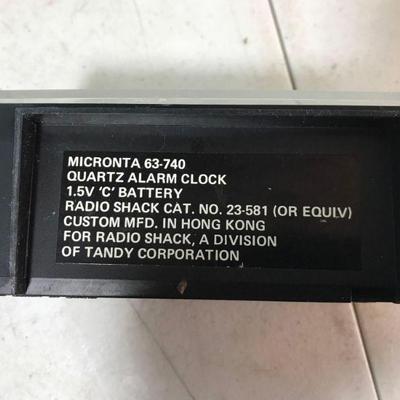 MICRONTA 63-740
QUARTZ ALARM CLOCK
1.5V 'C' BATTERY
RADIO SHACK CAT. NO. 23-581 (OR EQULV)
CUSTOM MFD. IN HONG KONG
FOR RADIO SHACK, A DIVISION
OF TANDY CORPORATION